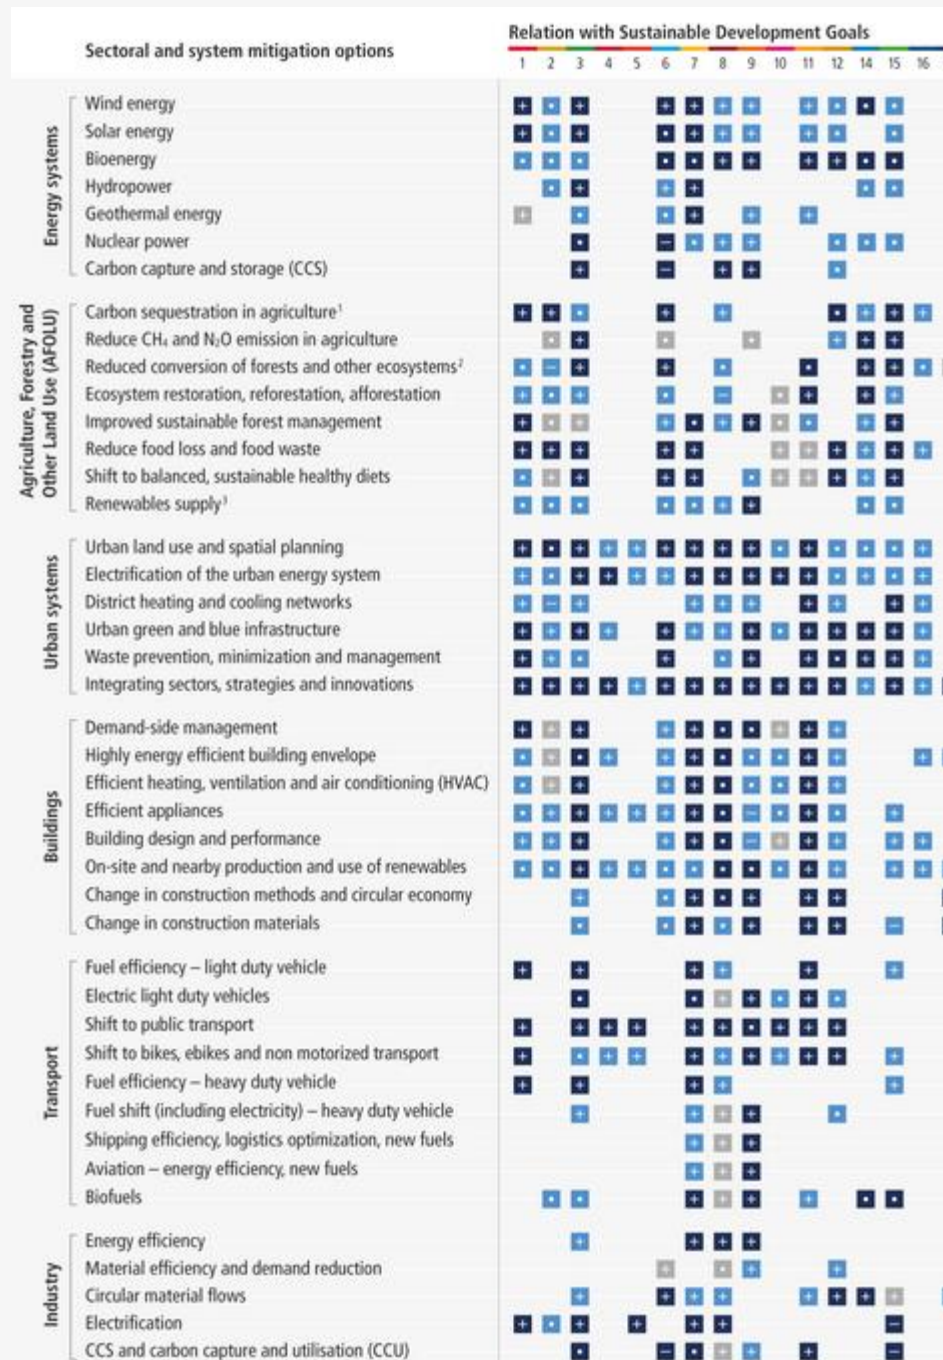 Sectoral and system mitigation options
Relation with Sustainable Development Goals
1 2 3 4 5 6 7 8 9 10 11 12 14 15 16
Energy systems
Wind energy
Solar energy
Bioenergy
Hydropower
Geothermal energy
Nuclear power
Carbon capture and storage (CCS)
Agriculture, Forestry and
Other Land Use (AFOLU)
Carbon sequestration in agriculture¹
Reduce CH₄ and N₂O emission in agriculture
Reduced conversion of forests and other ecosystems²
Ecosystem restoration, reforestation, afforestation
Improved sustainable forest management
Reduce food loss and food waste
Shift to balanced, sustainable healthy diets
Renewables supply³
Urban systems
Urban land use and spatial planning
Electrification of the urban energy system
District heating and cooling networks
Urban green and blue infrastructure
Waste prevention, minimization and management
Integrating sectors, strategies and innovations
Buildings
Demand-side management
Highly energy efficient building envelope
Efficient heating, ventilation and air conditioning (HVAC)
Efficient appliances
Building design and performance
On-site and nearby production and use of renewables
Change in construction methods and circular economy
Change in construction materials
Transport
Fuel efficiency – light duty vehicle
Electric light duty vehicles
Shift to public transport
Shift to bikes, ebikes and non motorized transport
Fuel efficiency – heavy duty vehicle
Fuel shift (including electricity) – heavy duty vehicle
Shipping efficiency, logistics optimization, new fuels
Aviation – energy efficiency, new fuels
Biofuels
Industry
Energy efficiency
Material efficiency and demand reduction
Circular material flows
Electrification
CCS and carbon capture and utilisation (CCU)